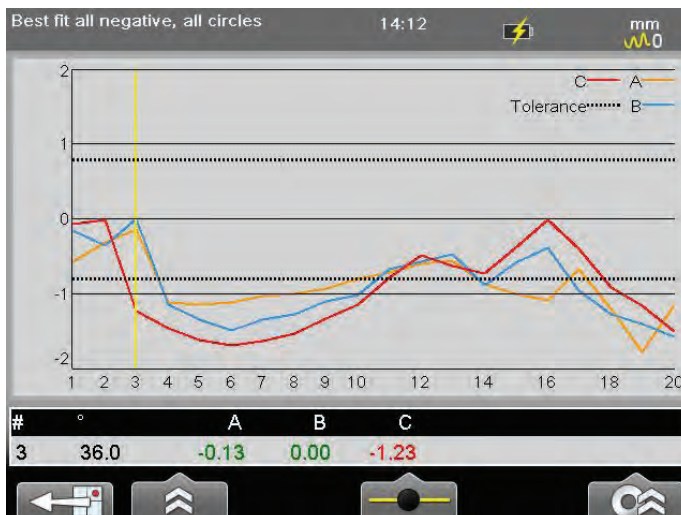 Best fit all negative, all circles 14:12 mm
0
2
C A
Tolerance B
1
0
-1
-2
1 2 3 4 5 6 7 8 9 10 12 14 16 18 20
# ° A B C
3 36.0 -0.13 0.00 -1.23